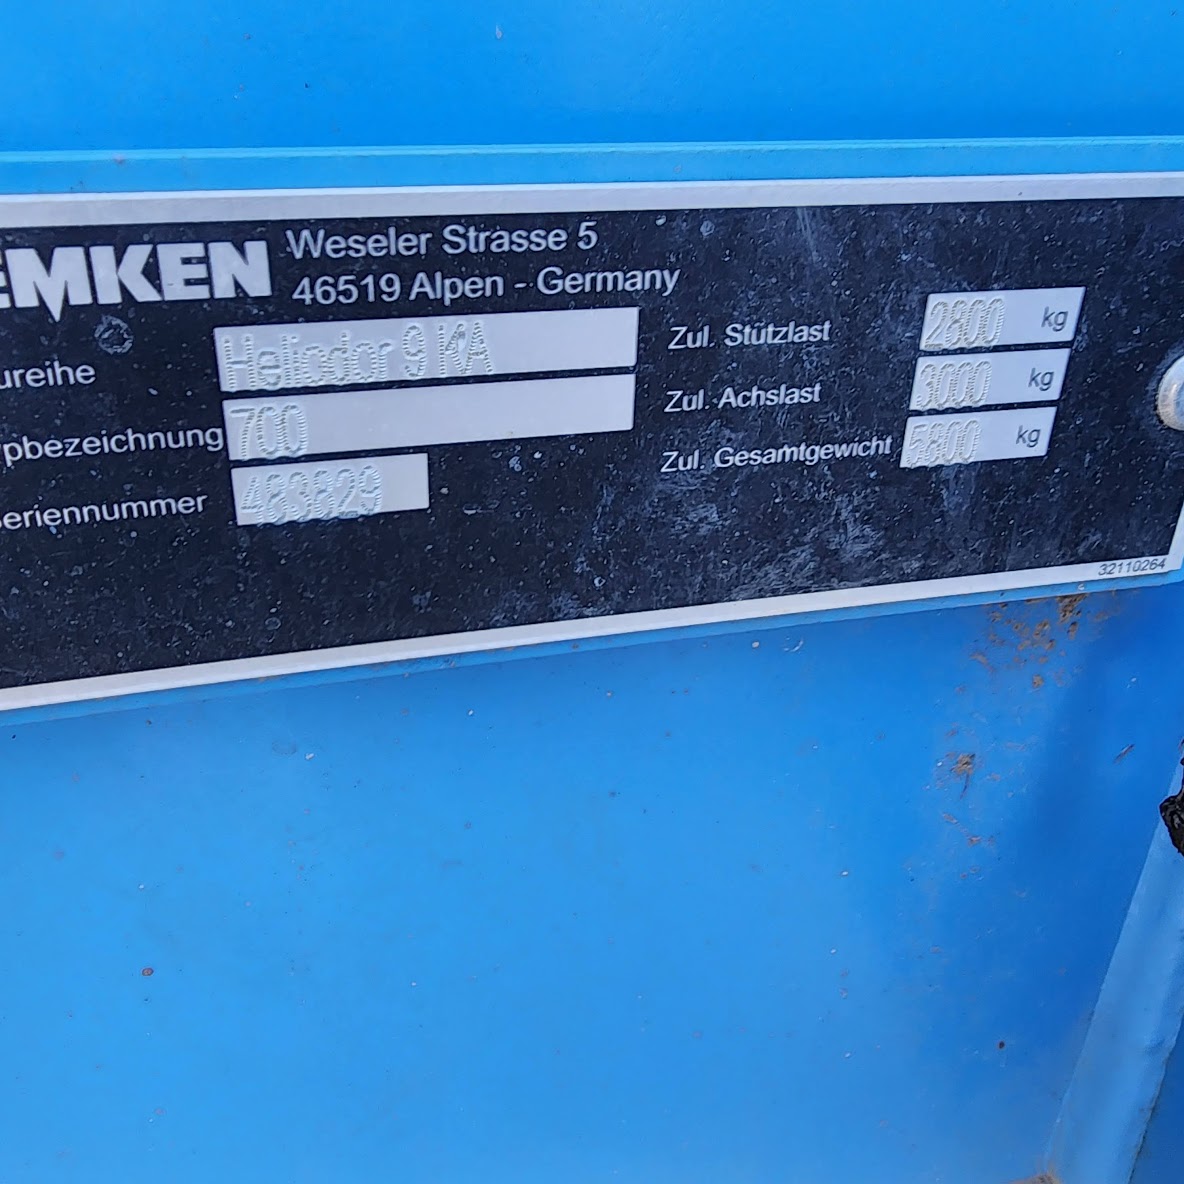 EMKEN Weseler Strasse 5
46519 Alpen - Germany
ureihe Heliodor 9 KA
pbezeichnung 700
eriennummer 483829
Zul. Stützlast 2800 kg
Zul. Achslast 3000 kg
Zul. Gesamtgewicht 5800 kg
32110264